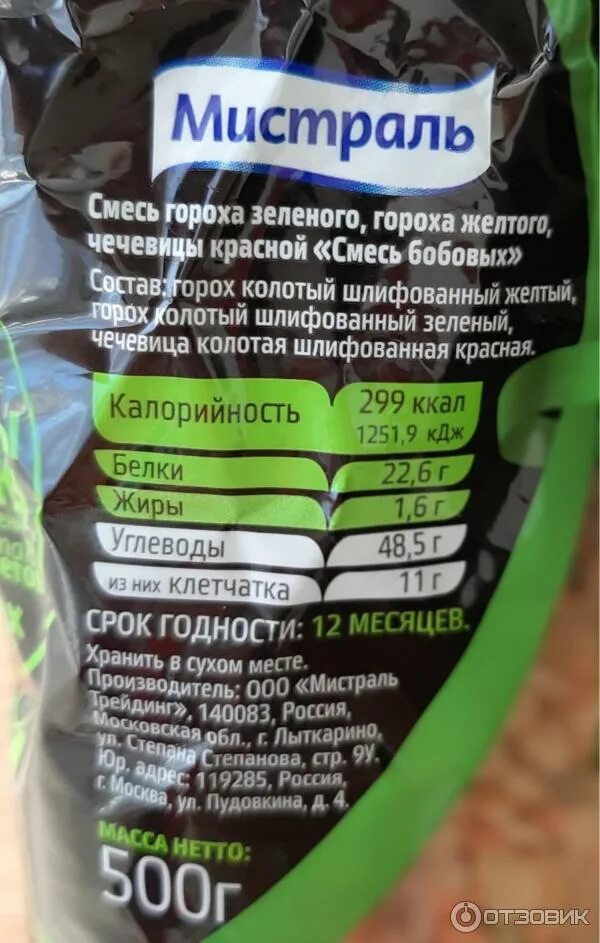 Мистраль
Смесь гороха зеленого, гороха желтого,
чечевицы красной «Смесь бобовых»
Состав: горох колотый шлифованный желтый,
горох колотый шлифованный зеленый,
чечевица колотая шлифованная красная.
Калорийность 299 ккал
1251,9 кДж
Белки 22,6 г
Жиры 1,6 г
Углеводы 48,5 г
из них клетчатка 11 г
СРОК ГОДНОСТИ: 12 МЕСЯЦЕВ.
Хранить в сухом месте.
Производитель: ООО «Мистраль
Трейдинг», 140083, Россия,
Московская обл., г. Лыткарино,
ул. Степана Степанова, стр. 9У.
Юр. адрес: 119285, Россия,
г. Москва, ул. Пудовкина, д. 4.
МАССА НЕТТО:
500г
ОТЗОВИК